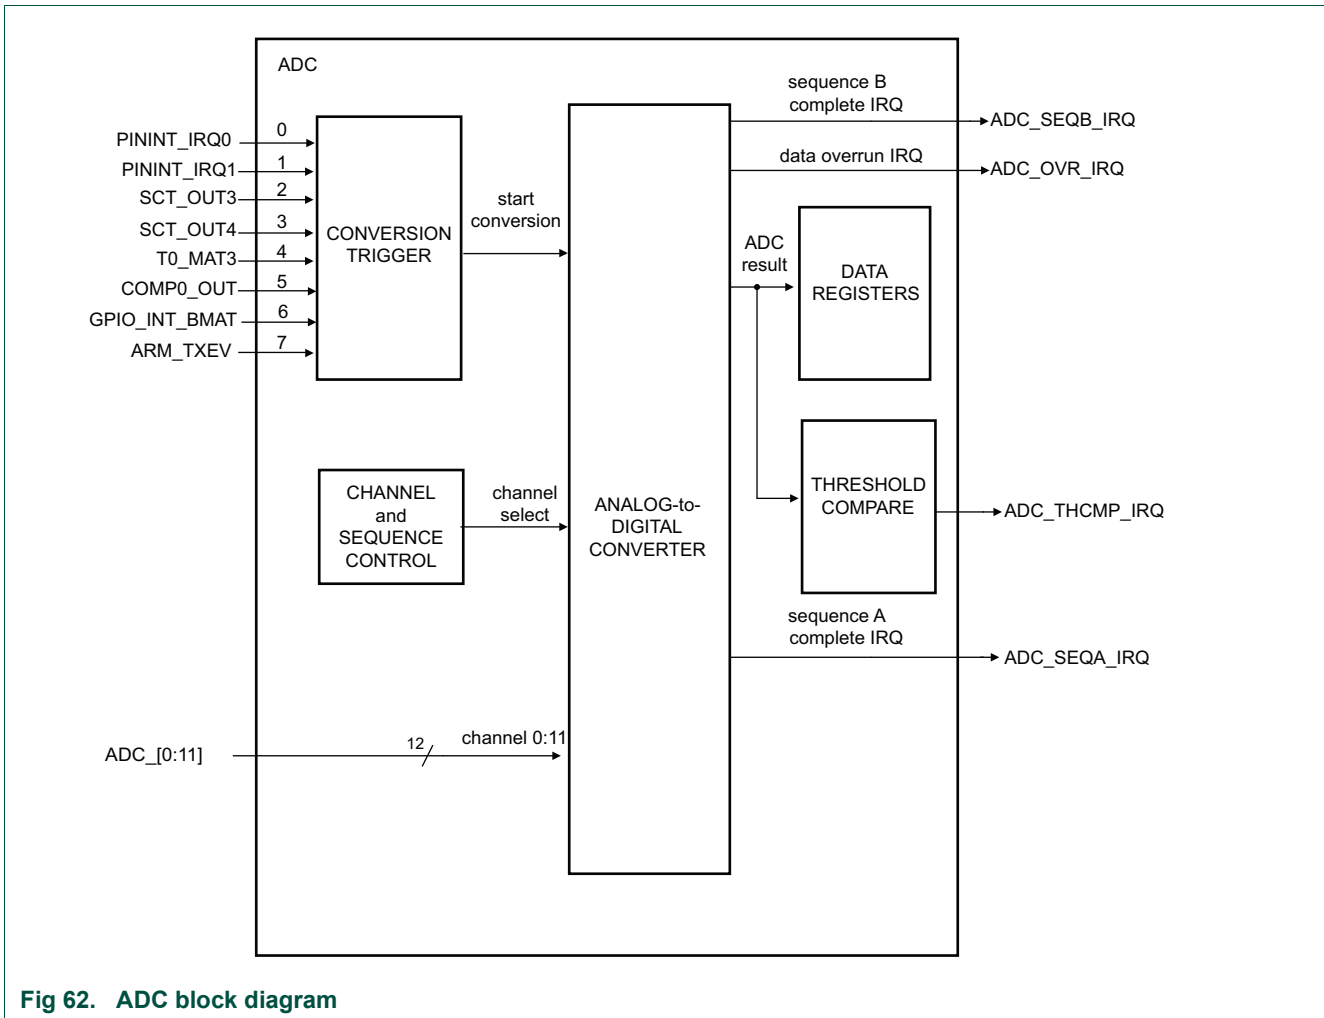 ADC
PININT_IRQ0
0
PININT_IRQ1
1
SCT_OUT3
2
SCT_OUT4
3
T0_MAT3
4
COMP0_OUT
5
GPIO_INT_BMAT
6
ARM_TXEV
7
CONVERSION
TRIGGER
start
conversion
CHANNEL
and
SEQUENCE
CONTROL
channel
select
ADC_[0:11]
12
channel 0:11
ANALOG-to-
DIGITAL
CONVERTER
sequence B
complete IRQ
ADC_SEQB_IRQ
data overrun IRQ
ADC_OVR_IRQ
ADC
result
DATA
REGISTERS
THRESHOLD
COMPARE
ADC_THCMP_IRQ
sequence A
complete IRQ
ADC_SEQA_IRQ
Fig 62. ADC block diagram